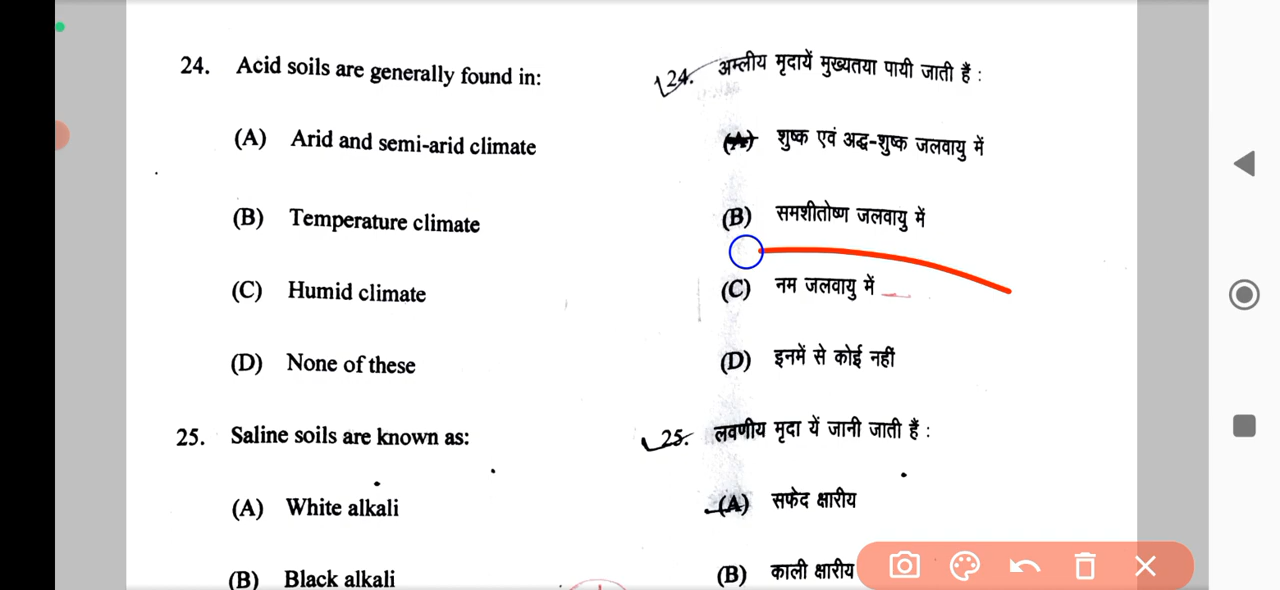 24. Acid soils are generally found in:
(A) Arid and semi-arid climate
(B) Temperature climate
(C) Humid climate
(D) None of these
25. Saline soils are known as:
(A) White alkali
(B) Black alkali
24. अम्लीय मृदायें मुख्यतया पायी जाती हैं :
(A) शुष्क एवं अद्ध-शुष्क जलवायु में
(B) समशीतोष्ण जलवायु में
(C) नम जलवायु में
(D) इनमें से कोई नहीं
25. लवणीय मृदा यें जानी जाती हैं :
(A) सफेद क्षारीय
(B) काली क्षारीय